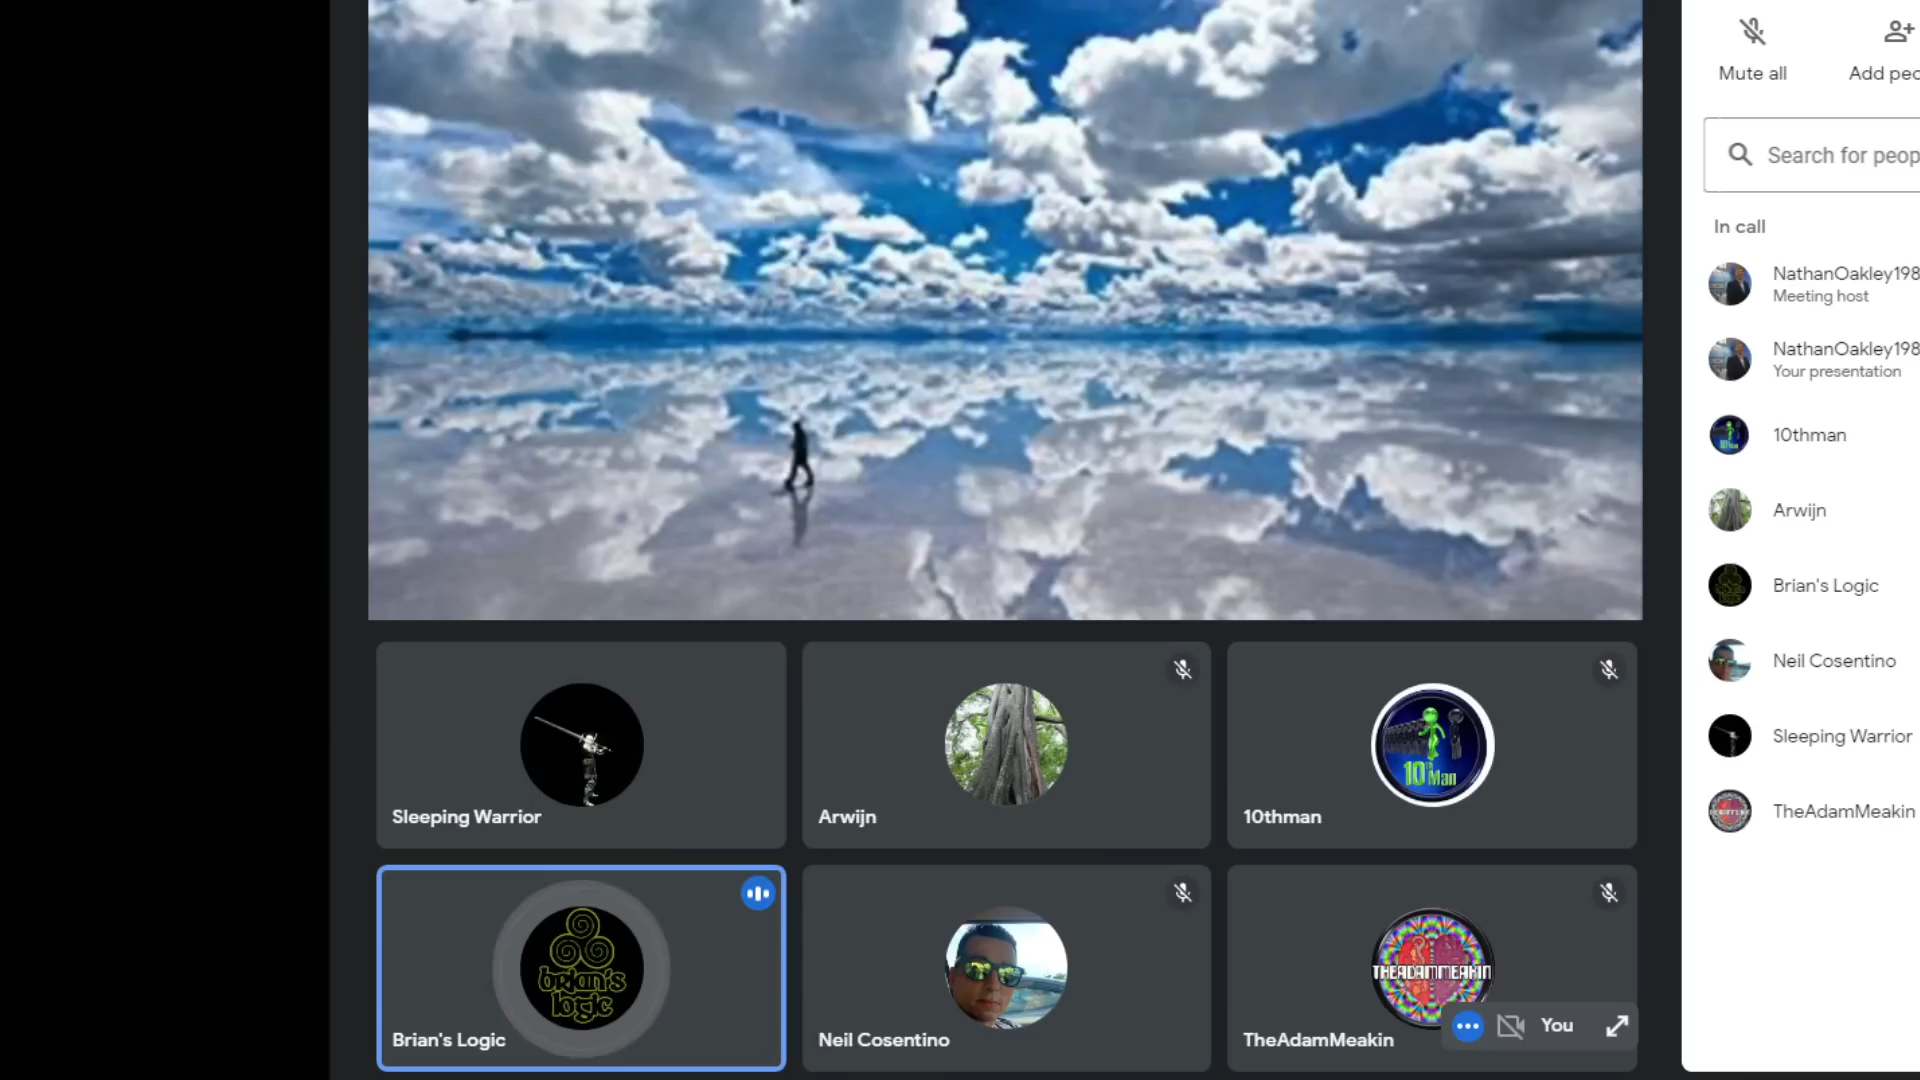 Mute all
Add peo
Search for peop
In call
NathanOakley198
Meeting host
NathanOakley198
Your presentation
10thman
Arwijn
Brian's Logic
Neil Cosentino
Sleeping Warrior
TheAdamMeakin
Sleeping Warrior
Arwijn
10th Man
10thman
brian's
logic
Brian's Logic
Neil Cosentino
THEADAMMEAKIN
TheAdamMeakin
You